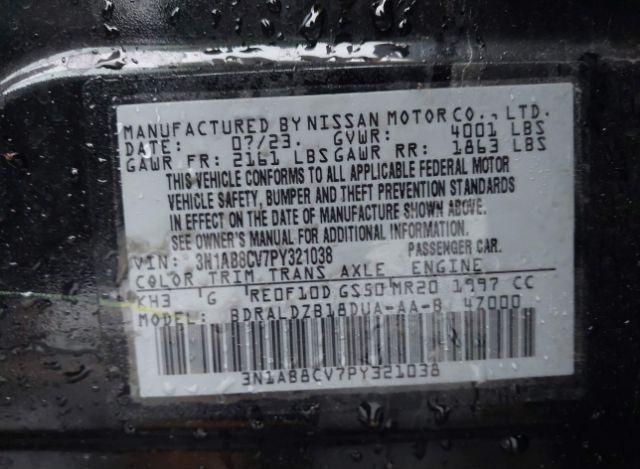 MANUFACTURED BY NISSAN MOTOR CO., LTD.
DATE: 07/23. GVWR: 4001 LBS
GAWR FR: 2161 LBS GAWR RR: 1863 LBS
THIS VEHICLE CONFORMS TO ALL APPLICABLE FEDERAL MOTOR
VEHICLE SAFETY, BUMPER AND THEFT PREVENTION STANDARDS
IN EFFECT ON THE DATE OF MANUFACTURE SHOWN ABOVE.
SEE OWNER'S MANUAL FOR ADDITIONAL INFORMATION.
VIN: 3N1AB8CV7PY321038 PASSENGER CAR.
COLOR TRIM TRANS AXLE ENGINE
KH3 G RE0F10D GS50 MR20 1997 CC
MODEL: BDRALDZB18DUA-AA-B 47000
3N1AB8CV7PY321038